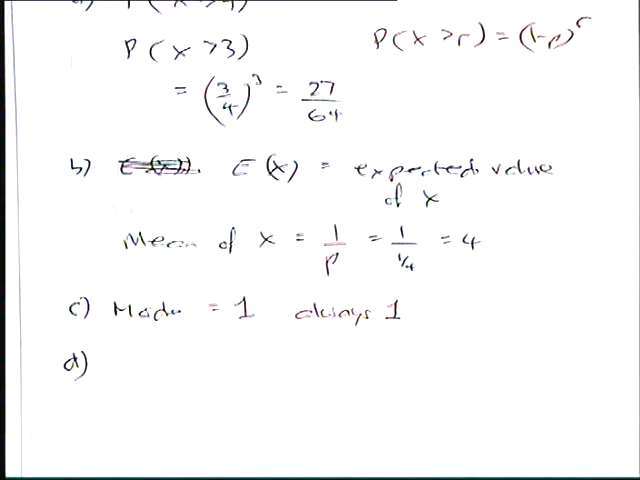 P(X>3)
P(X>r) = (1-p)^r
= (3/4)^3 = 27/64
b) E(X) = expected value
of X
Mean of X = 1/p = 1/¼ = 4
c) Mode = 1 always 1
d)